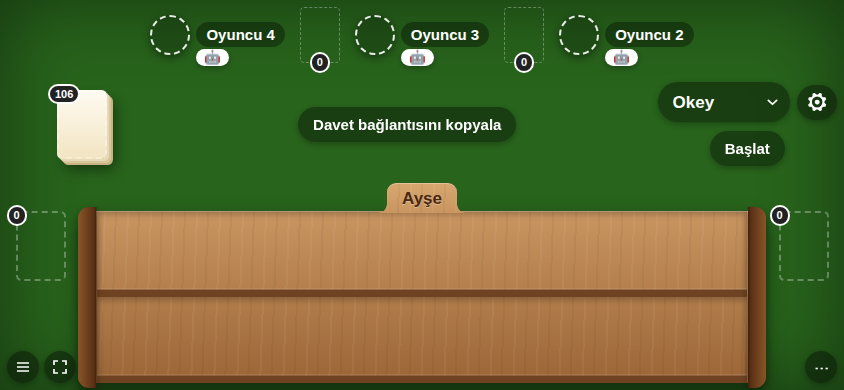 Oyuncu 4
Oyuncu 3
Oyuncu 2
0
0
106
Okey
Davet bağlantısını kopyala
Başlat
Ayşe
0
0